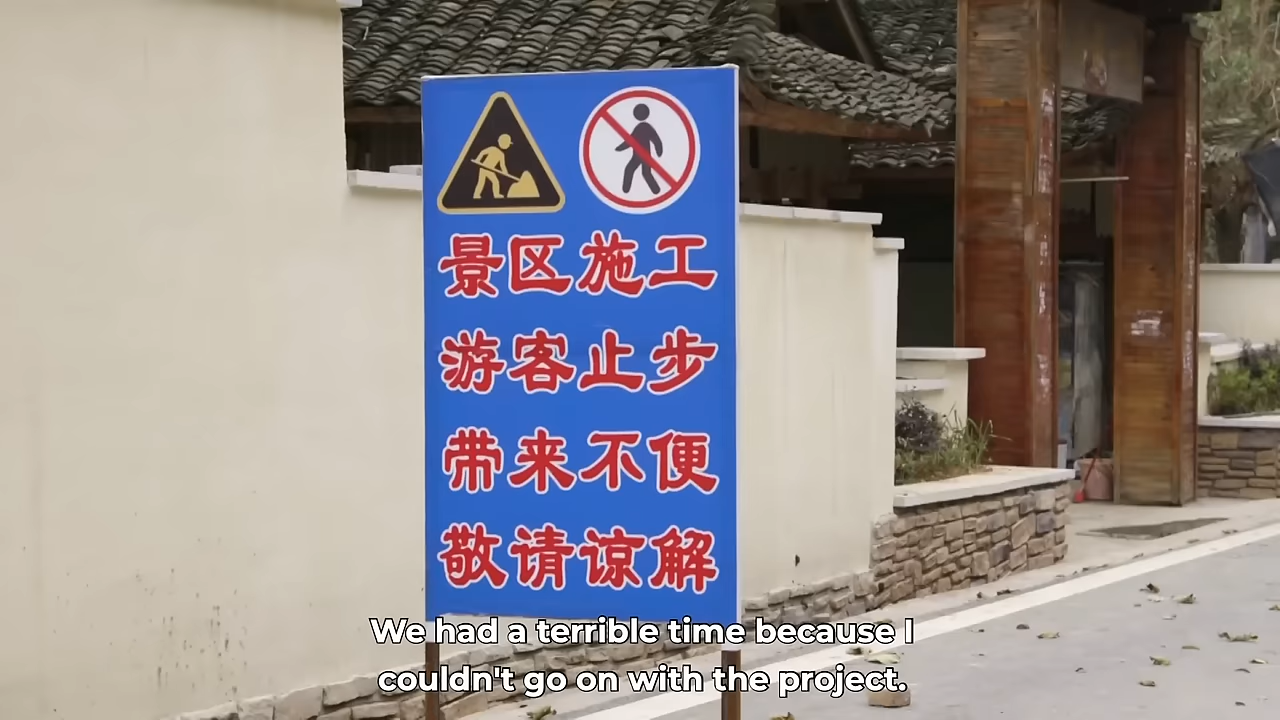 景区施工
游客止步
带来不便
敬请谅解
We had a terrible time because I
couldn't go on with the project.